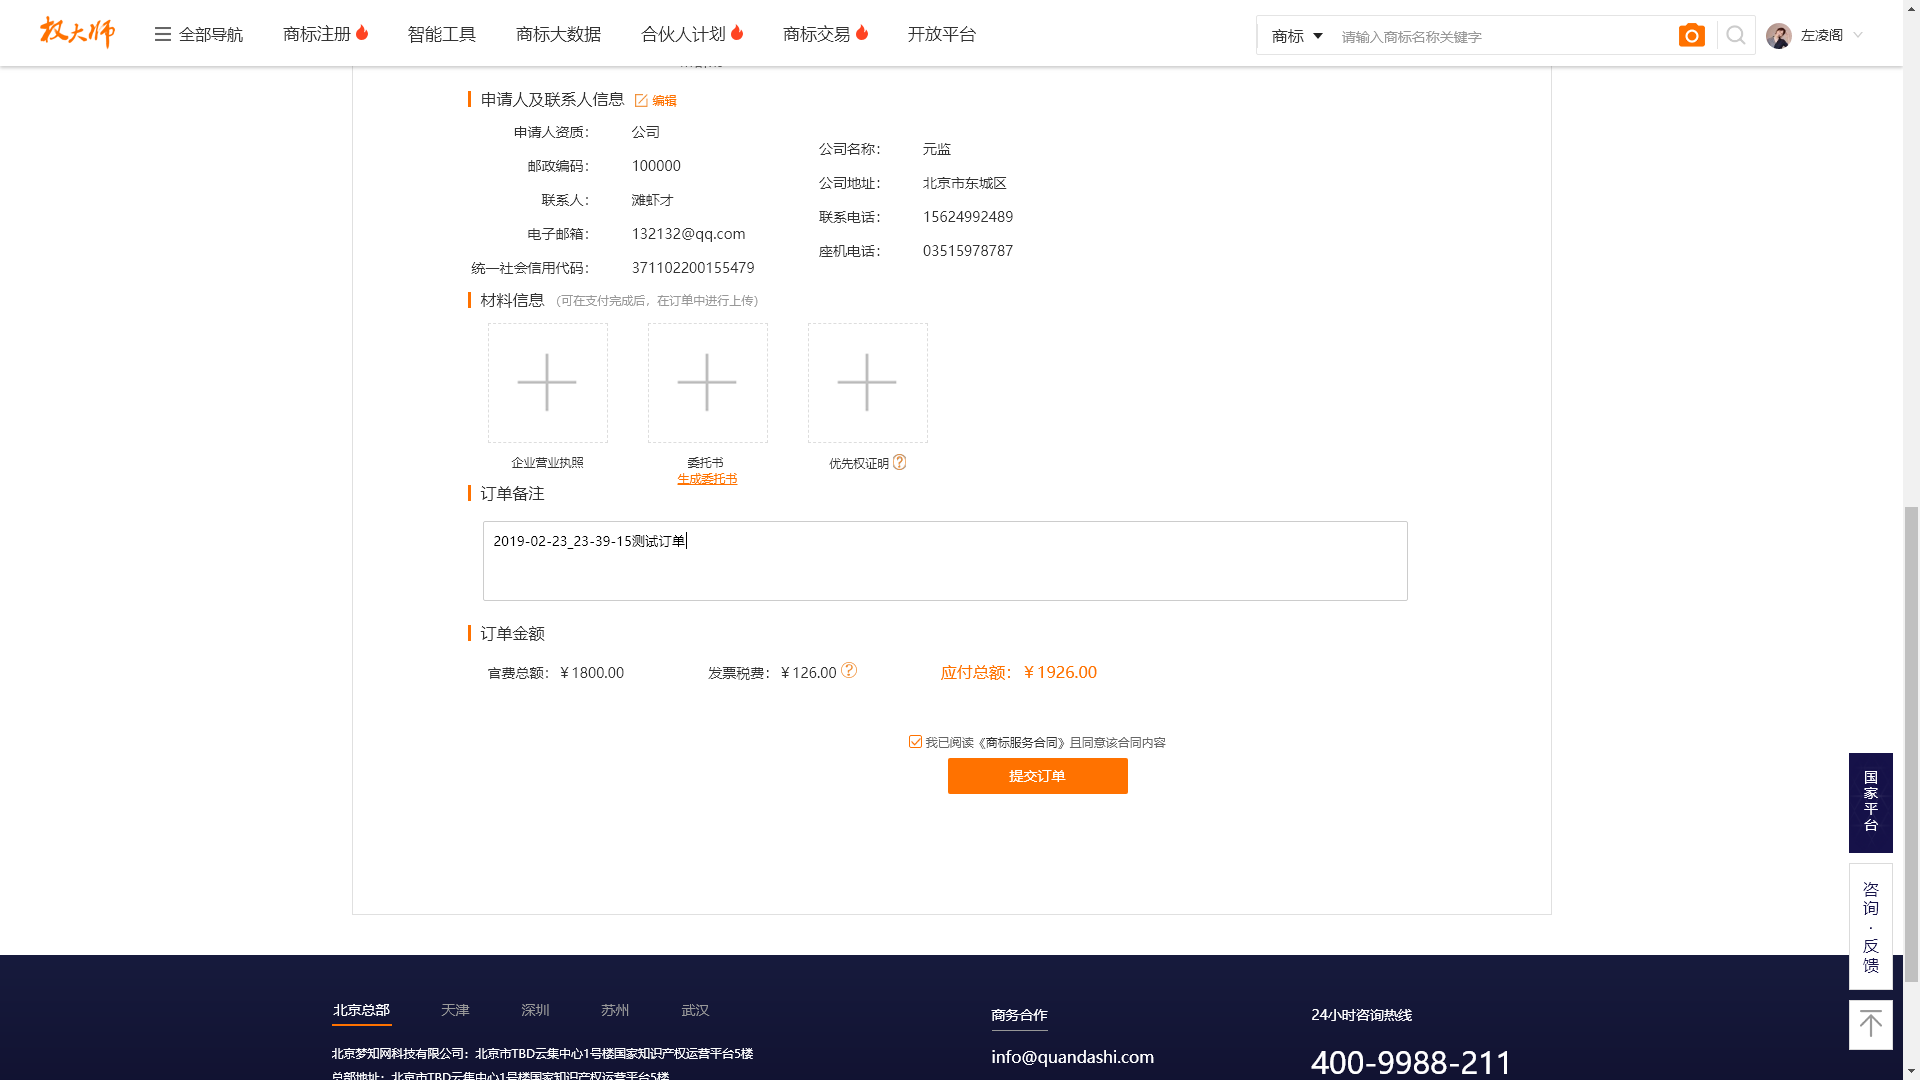 权大师
全部导航
商标注册
智能工具
商标大数据
合伙人计划
商标交易
开放平台
商标
请输入商标名称关键字
左凌阁
申请人及联系人信息 编辑
申请人资质： 公司
邮政编码： 100000
联系人： 滩虾才
电子邮箱： 132132@qq.com
统一社会信用代码： 371102200155479
公司名称： 元监
公司地址： 北京市东城区
联系电话： 15624992489
座机电话： 03515978787
材料信息 （可在支付完成后，在订单中进行上传）
企业营业执照
委托书
生成委托书
优先权证明
订单备注
2019-02-23_23-39-15测试订单
订单金额
官费总额：￥1800.00
发票税费：￥126.00
应付总额：￥1926.00
我已阅读《商标服务合同》且同意该合同内容
提交订单
国家平台
咨询·反馈
北京总部 天津 深圳 苏州 武汉
北京梦知网科技有限公司：北京市TBD云集中心1号楼国家知识产权运营平台5楼
总部地址：北京市TBD云集中心1号楼国家知识产权运营平台5楼
商务合作
info@quandashi.com
24小时咨询热线
400-9988-211